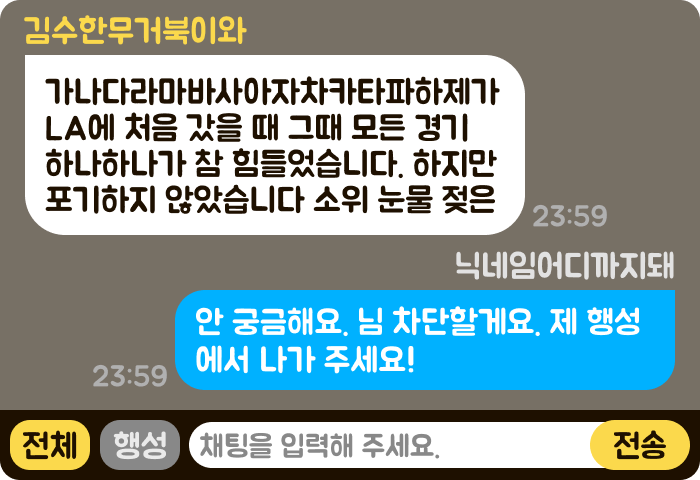 김수한무거북이와
가나다라마바사아자차카타파하제가
LA에 처음 갔을 때 그때 모든 경기
하나하나가 참 힘들었습니다. 하지만
포기하지 않았습니다 소위 눈물 젖은
23:59
닉네임어디까지돼
안 궁금해요. 님 차단할게요. 제 행성
에서 나가 주세요!
23:59
전체
행성
채팅을 입력해 주세요.
전송